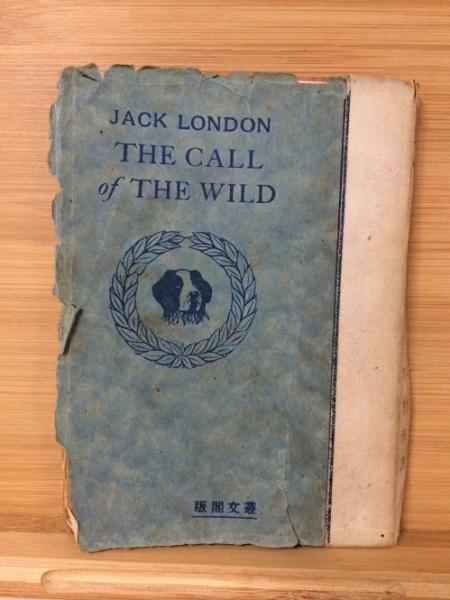 JACK LONDON
THE CALL
of THE WILD
叢文閣版